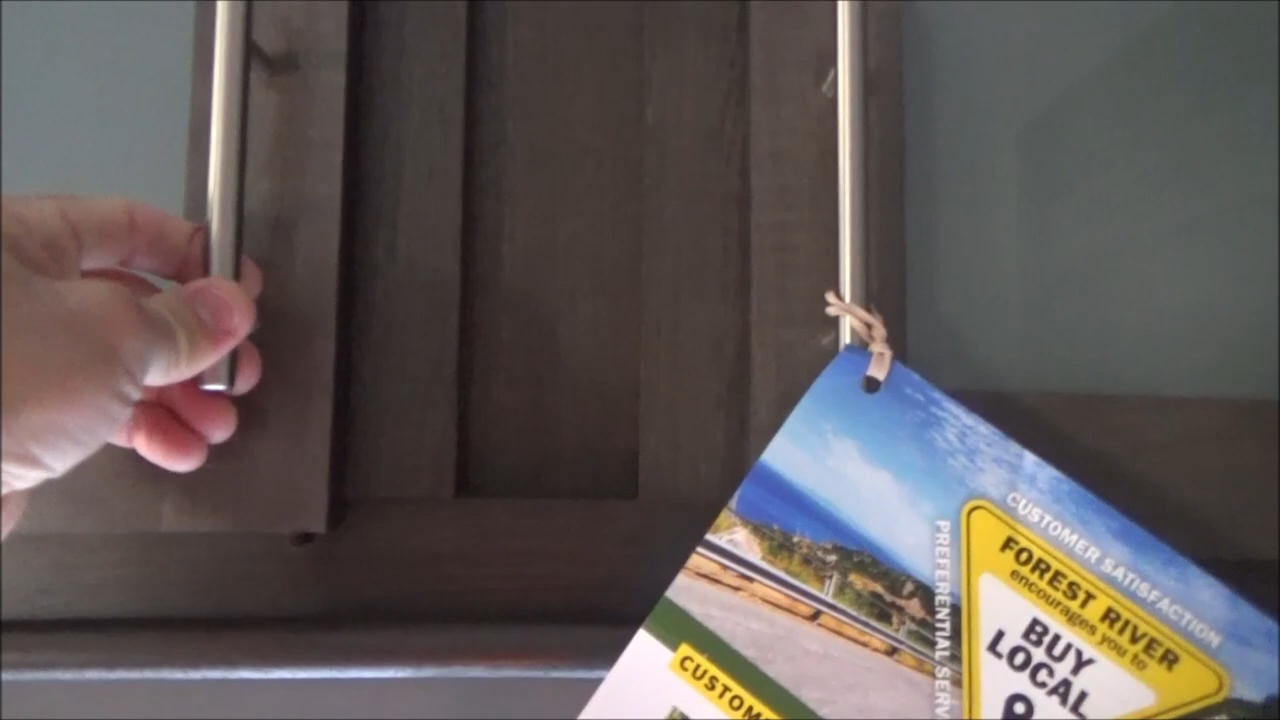 CUSTOMER SATISFACTION
PREFERENTIAL SERV
FOREST RIVER
encourages you to
BUY
LOCAL
&
CUSTOM